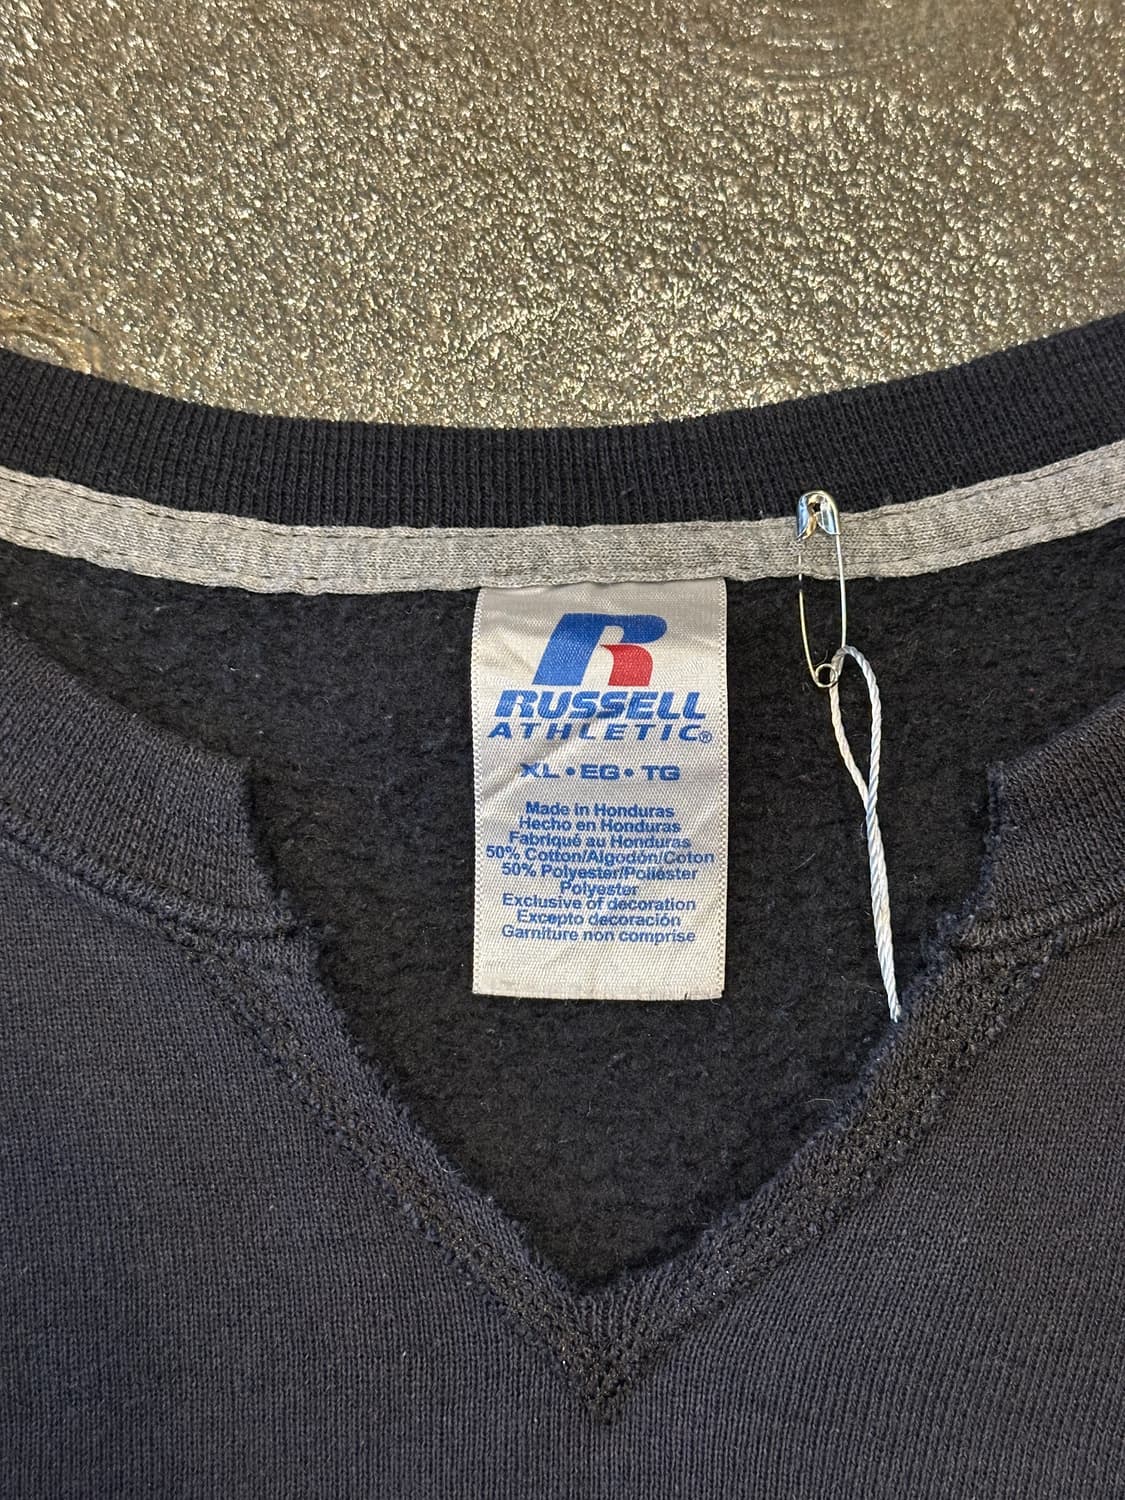 R
RUSSELL
ATHLETIC®
XL • EG • TG
Made in Honduras
Hecho en Honduras
Fabriqué au Honduras
50% Cotton/Algodón/Coton
50% Polyester/Poliéster
Polyester
Exclusive of decoration
Excepto decoración
Garniture non comprise